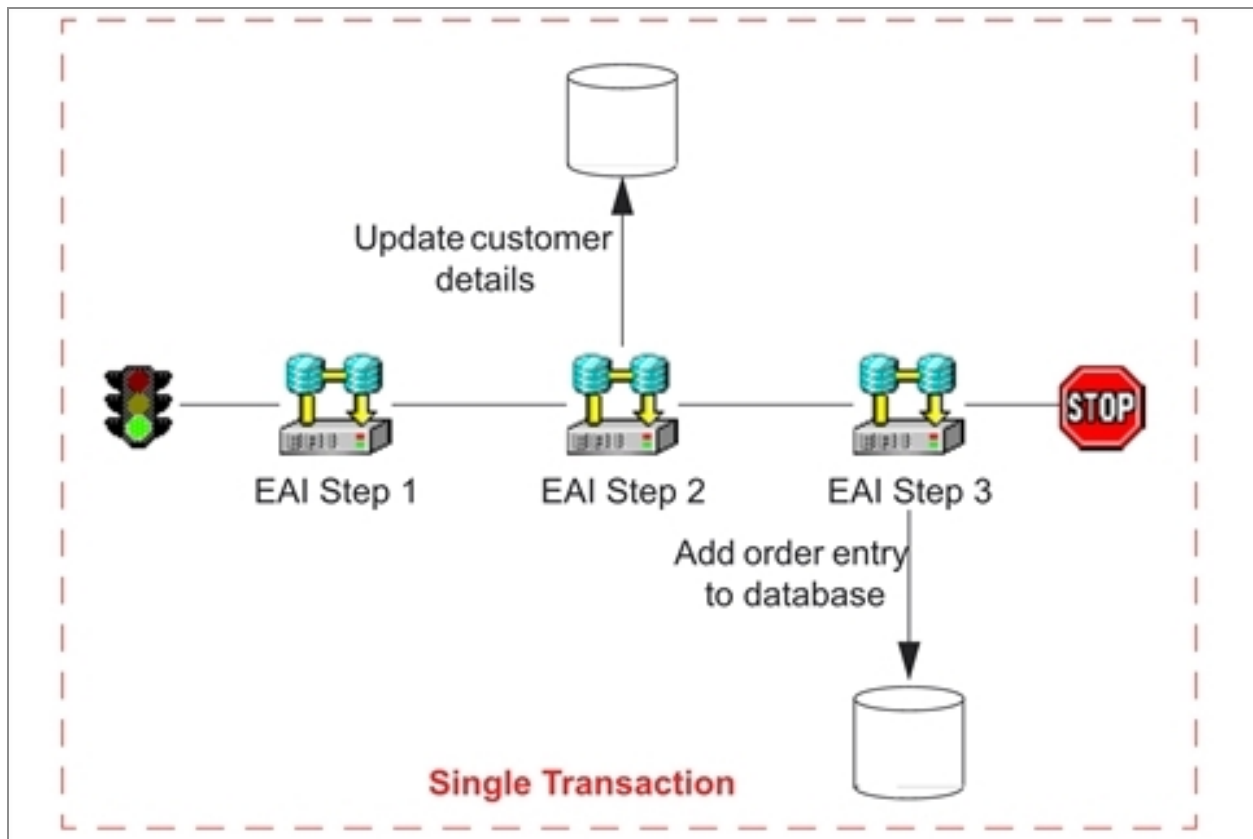 Update customer
details
STOP
EAI Step 1
EAI Step 2
EAI Step 3
Add order entry
to database
Single Transaction